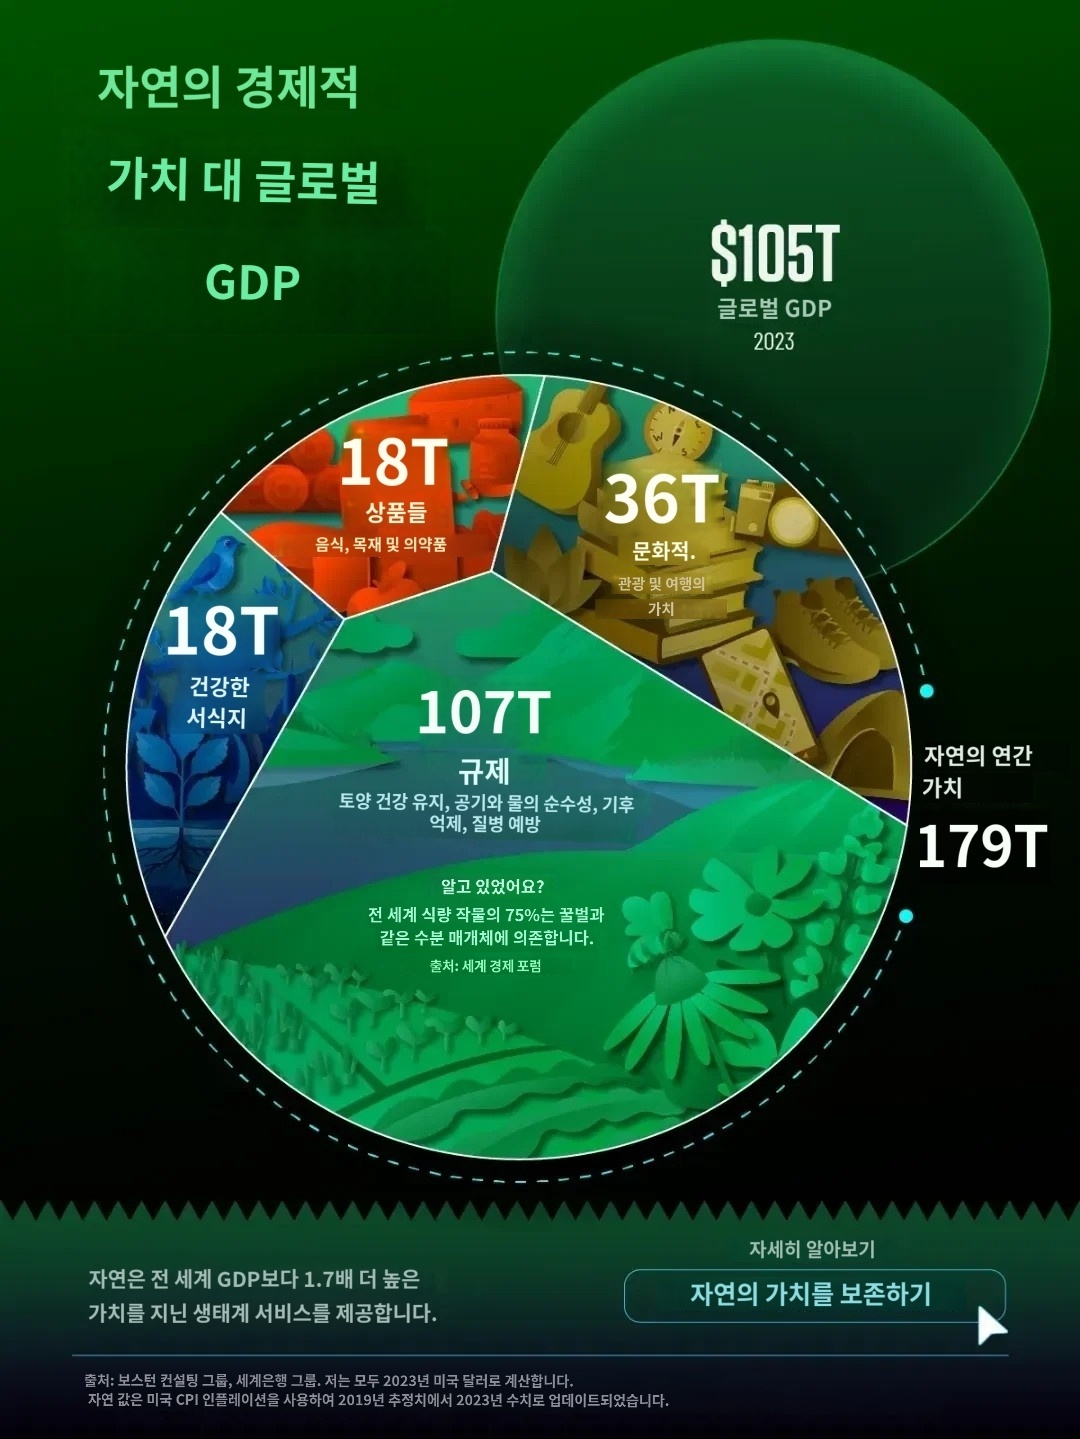 자연의 경제적
가치 대 글로벌
GDP
$105T
글로벌 GDP
2023
18T
상품들
음식, 목재 및 의약품
36T
문화적.
관광 및 여행의
가치
18T
건강한
서식지
107T
규제
토양 건강 유지, 공기와 물의 순수성, 기후
억제, 질병 예방
알고 있었어요?
전 세계 식량 작물의 75%는 꿀벌과
같은 수분 매개체에 의존합니다.
출처: 세계 경제 포럼
자연의 연간
가치
179T
자연은 전 세계 GDP보다 1.7배 더 높은
가치를 지닌 생태계 서비스를 제공합니다.
자세히 알아보기
자연의 가치를 보존하기
출처: 보스턴 컨설팅 그룹, 세계은행 그룹. 저는 모두 2023년 미국 달러로 계산합니다.
자연 값은 미국 CPI 인플레이션을 사용하여 2019년 추정치에서 2023년 수치로 업데이트되었습니다.